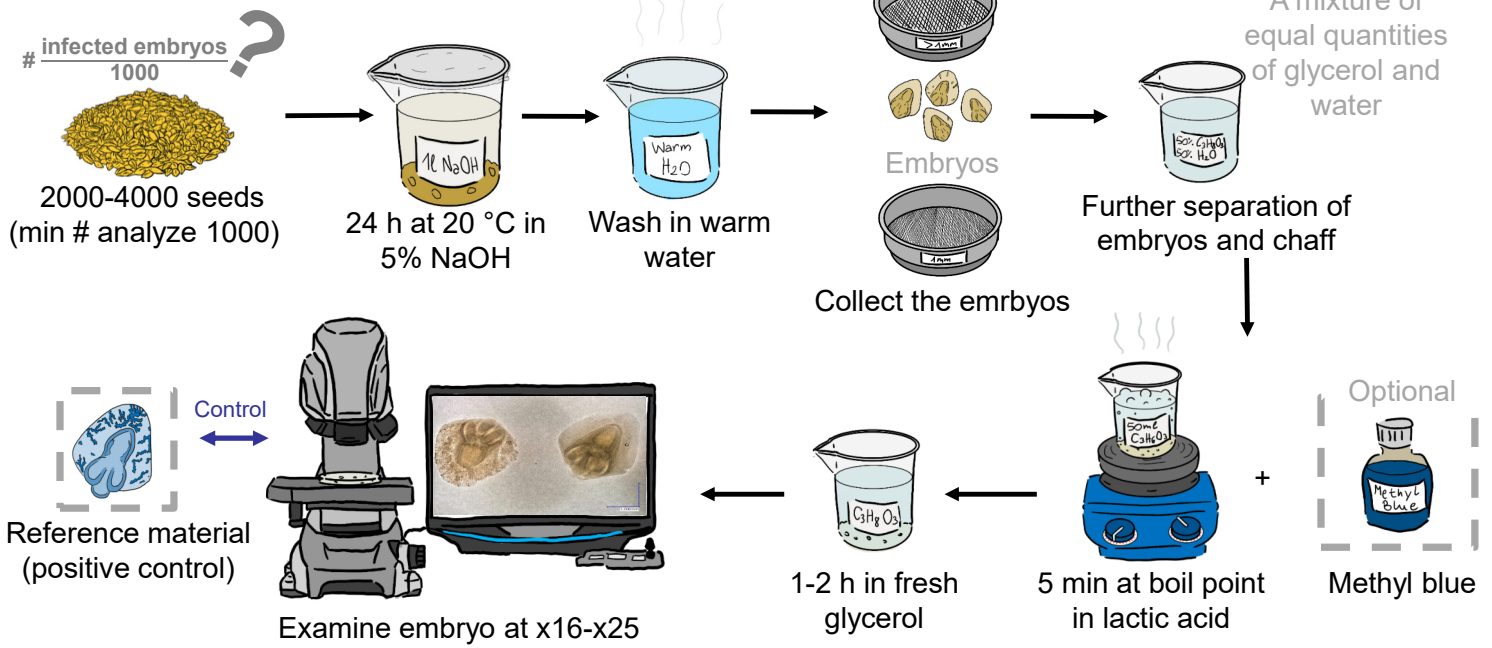 # infected embryos
1000
?
2000-4000 seeds
(min # analyze 1000)
1l NaOH
24 h at 20 °C in
5% NaOH
Warm
H₂O
Wash in warm
water
>1mm
Embryos
1mm
Collect the emrbyos
A mixture of
equal quantities
of glycerol and
water
50% C₃H₈O₃
50% H₂O
Further separation of
embryos and chaff
Optional
Methyl
Blue
Methyl blue
+
50ml
C₃H₆O₃
5 min at boil point
in lactic acid
C₃H₈O₃
1-2 h in fresh
glycerol
Examine embryo at x16-x25
Control
Reference material
(positive control)